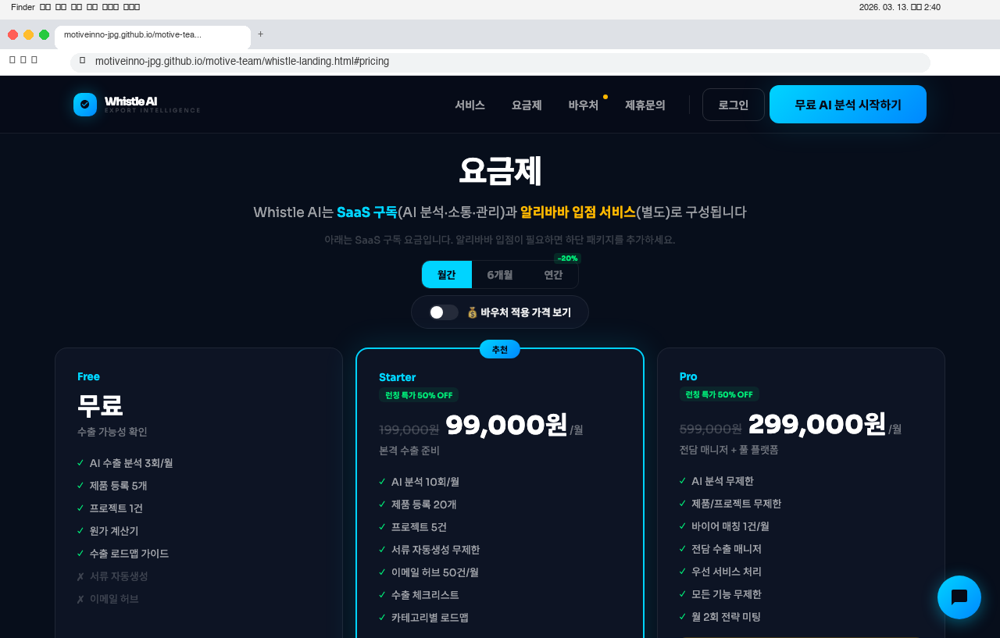 Finder
2026. 03. 13. 2:40
motiveinno-jpg.github.io/motive-tea...
+
motiveinno-jpg.github.io/motive-team/whistle-landing.html#pricing
Whistle AI
EXPORT INTELLIGENCE
서비스
요금제
바우처
제휴문의
로그인
무료 AI 분석 시작하기
요금제
Whistle AI는 SaaS 구독(AI 분석·소통·관리)과 알리바바 입점 서비스(별도)로 구성됩니다
아래는 SaaS 구독 요금입니다. 알리바바 입점이 필요하면 하단 패키지를 추가하세요.
-20%
월간
6개월
연간
💰 바우처 적용 가격 보기
Free
무료
수출 가능성 확인
✓ AI 수출 분석 3회/월
✓ 제품 등록 5개
✓ 프로젝트 1건
✓ 원가 계산기
✓ 수출 로드맵 가이드
✗ 서류 자동생성
✗ 이메일 허브
추천
Starter
런칭 특가 50% OFF
199,000원 99,000원/월
본격 수출 준비
✓ AI 분석 10회/월
✓ 제품 등록 20개
✓ 프로젝트 5건
✓ 서류 자동생성 무제한
✓ 이메일 허브 50건/월
✓ 수출 체크리스트
✓ 카테고리별 로드맵
Pro
런칭 특가 50% OFF
599,000원 299,000원/월
전담 매니저 + 풀 플랫폼
✓ AI 분석 무제한
✓ 제품/프로젝트 무제한
✓ 바이어 매칭 1건/월
✓ 전담 수출 매니저
✓ 우선 서비스 처리
✓ 모든 기능 무제한
✓ 월 2회 전략 미팅